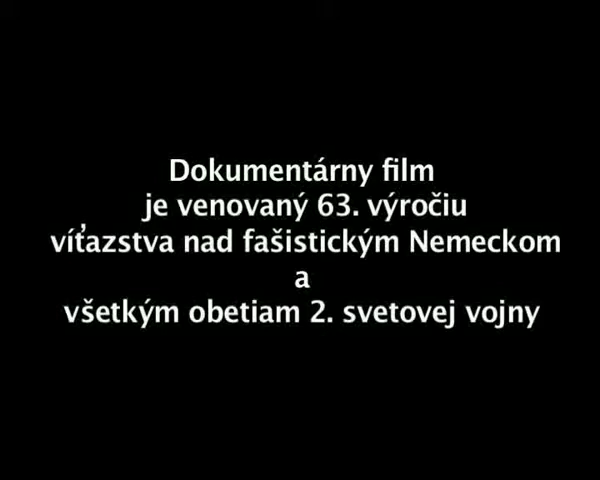 Dokumentárny film
je venovaný 63. výročiu
víťazstva nad fašistickým Nemeckom
a
všetkým obetiam 2. svetovej vojny